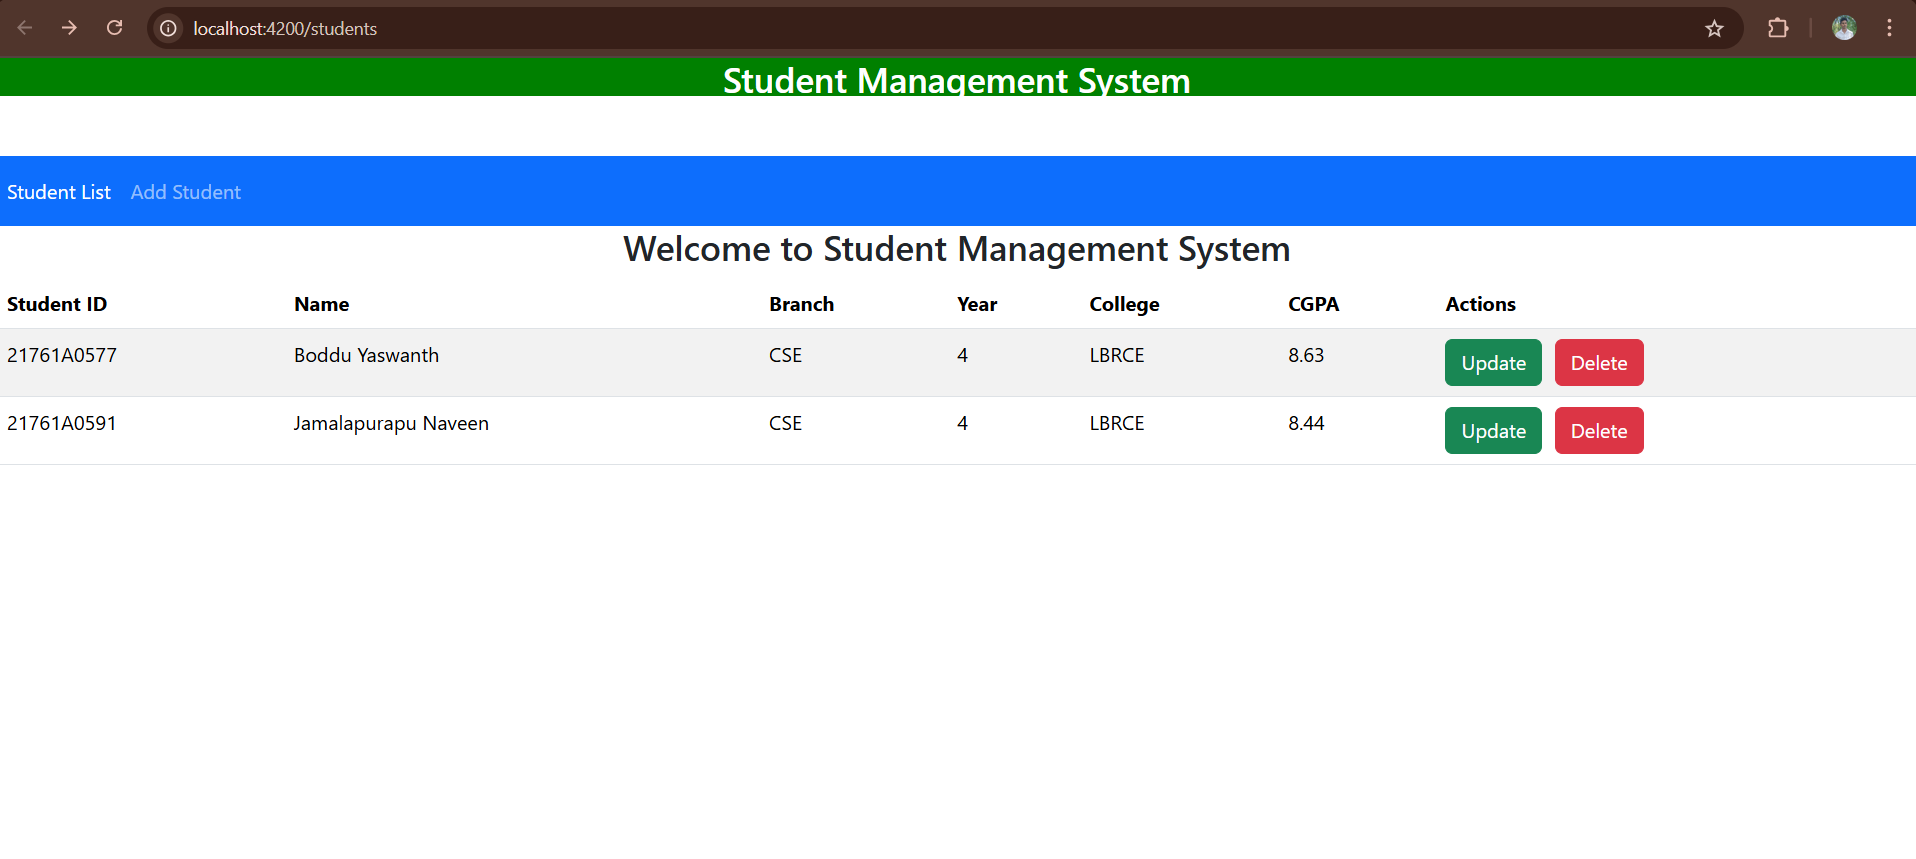 localhost:4200/students
Student Management System
Student List Add Student
Welcome to Student Management System
Student ID Name Branch Year College CGPA Actions
21761A0577 Boddu Yaswanth CSE 4 LBRCE 8.63 Update Delete
21761A0591 Jamalapurapu Naveen CSE 4 LBRCE 8.44 Update Delete